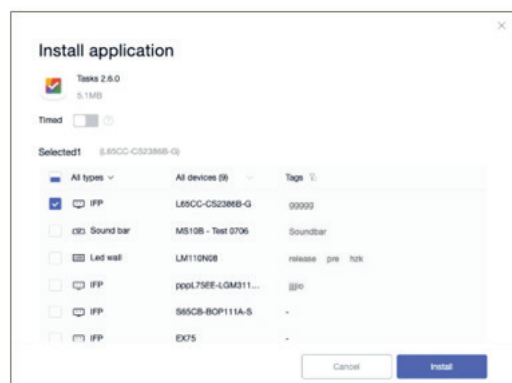 Install application
Tasks 2.6.0
5.1MB
Timed
Selected1 (L65CC-CS2386B-G)
All types All devices (9) Tags
IFP L65CC-CS2386B-G ggggg
Sound bar MS10B - Test 0706 Soundbar
Led wall LM110N08 release pre hzk
IFP pppL75EE-LGM311... jjjio
IFP S65CB-BOP111A-S -
IFP EX75 -
Cancel Install